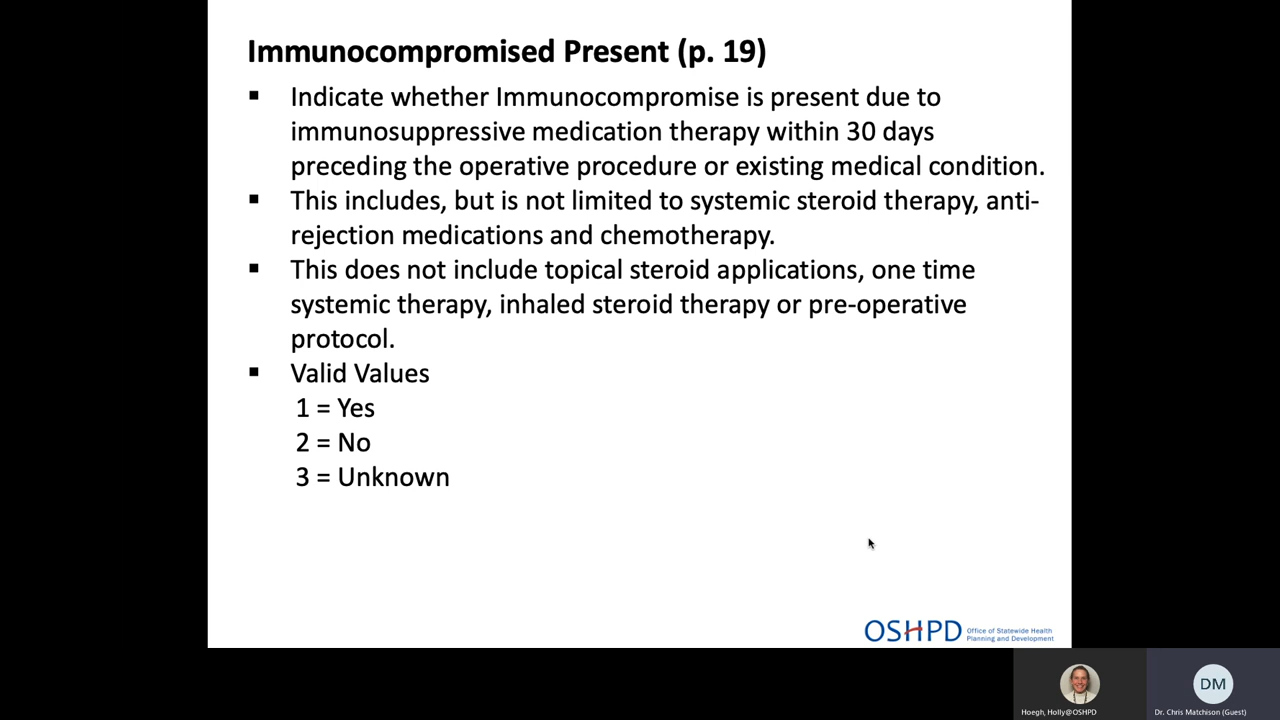 Immunocompromised Present (p. 19)
▪ Indicate whether Immunocompromise is present due to
immunosuppressive medication therapy within 30 days
preceding the operative procedure or existing medical condition.
▪ This includes, but is not limited to systemic steroid therapy, anti-
rejection medications and chemotherapy.
▪ This does not include topical steroid applications, one time
systemic therapy, inhaled steroid therapy or pre-operative
protocol.
▪ Valid Values
1 = Yes
2 = No
3 = Unknown
OSHPD Office of Statewide Health
Planning and Development
DM
Hoegh, Holly@OSHPD
Dr. Chris Matchison (Guest)